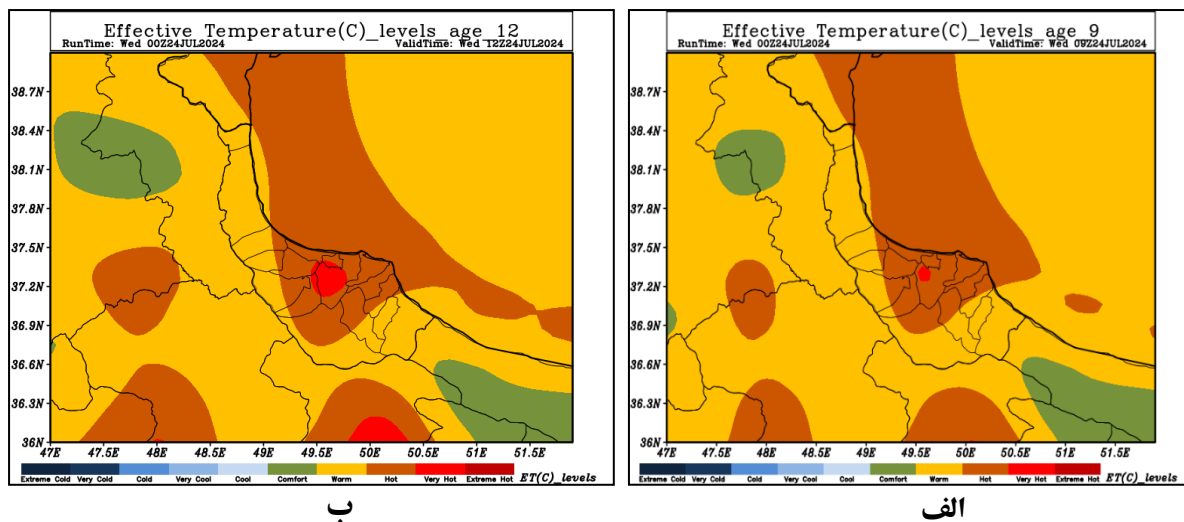 Effective Temperature(C)_levels_age_12
RunTime: Wed 00Z24JUL2024 ValidTime: Wed 12Z24JUL2024
38.7N
38.4N
38.1N
37.8N
37.5N
37.2N
36.9N
36.6N
36.3N
36N
47E 47.5E 48E 48.5E 49E 49.5E 50E 50.5E 51E 51.5E
Extreme Cold Very Cold Cold Very Cool Cool Comfort Warm Hot Very Hot Extreme Hot ET(C)_levels
ب
Effective Temperature(C)_levels_age_9
RunTime: Wed 00Z24JUL2024 ValidTime: Wed 09Z24JUL2024
38.7N
38.4N
38.1N
37.8N
37.5N
37.2N
36.9N
36.6N
36.3N
36N
47E 47.5E 48E 48.5E 49E 49.5E 50E 50.5E 51E 51.5E
Extreme Cold Very Cold Cold Very Cool Cool Comfort Warm Hot Very Hot Extreme Hot ET(C)_levels
الف